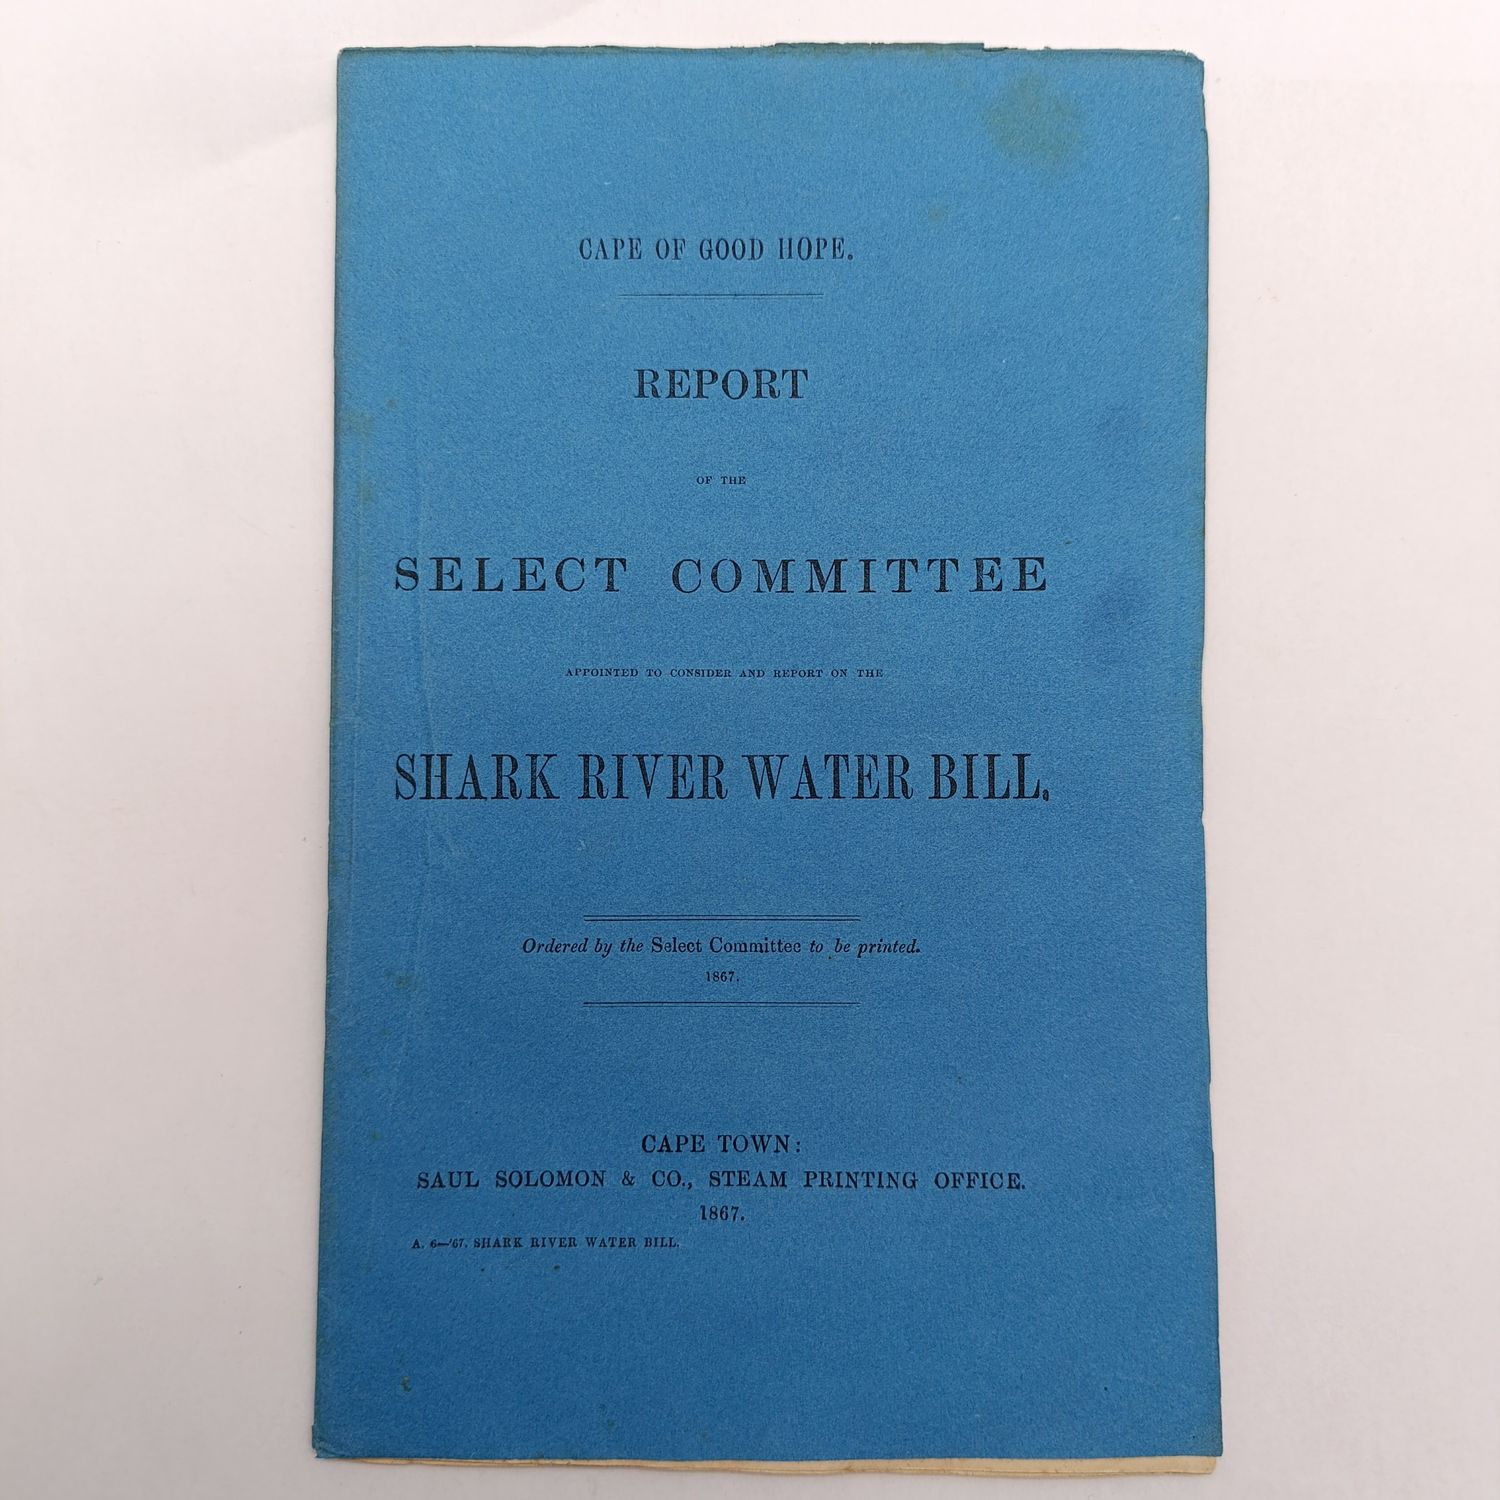 CAPE OF GOOD HOPE.
REPORT
OF THE
SELECT COMMITTEE
APPOINTED TO CONSIDER AND REPORT ON THE
SHARK RIVER WATER BILL.
Ordered by the Select Committee to be printed.
1867.
CAPE TOWN:
SAUL SOLOMON & CO., STEAM PRINTING OFFICE.
1867.
A. 6—'67. SHARK RIVER WATER BILL.